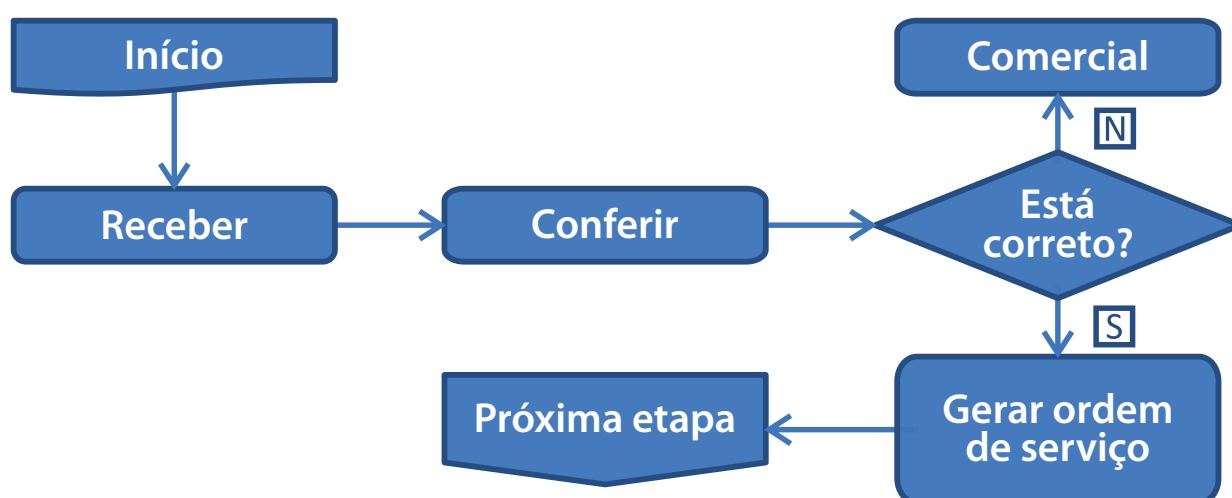 Início
Comercial
N
Receber
Conferir
Está
correto?
S
Próxima etapa
Gerar ordem
de serviço